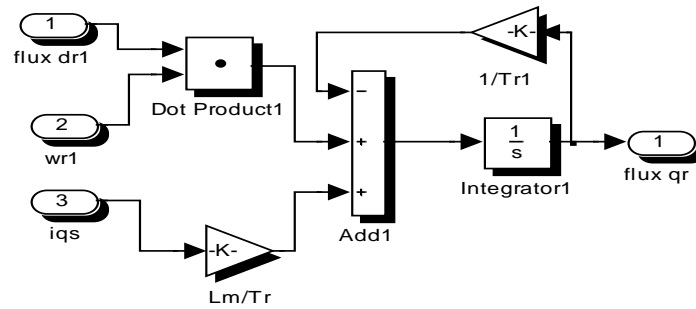 1
flux dr1
Dot Product1
-K-
1/Tr1
2
wr1
−
+
+
1
s
Integrator1
1
flux qr
3
iqs
-K-
Lm/Tr
Add1